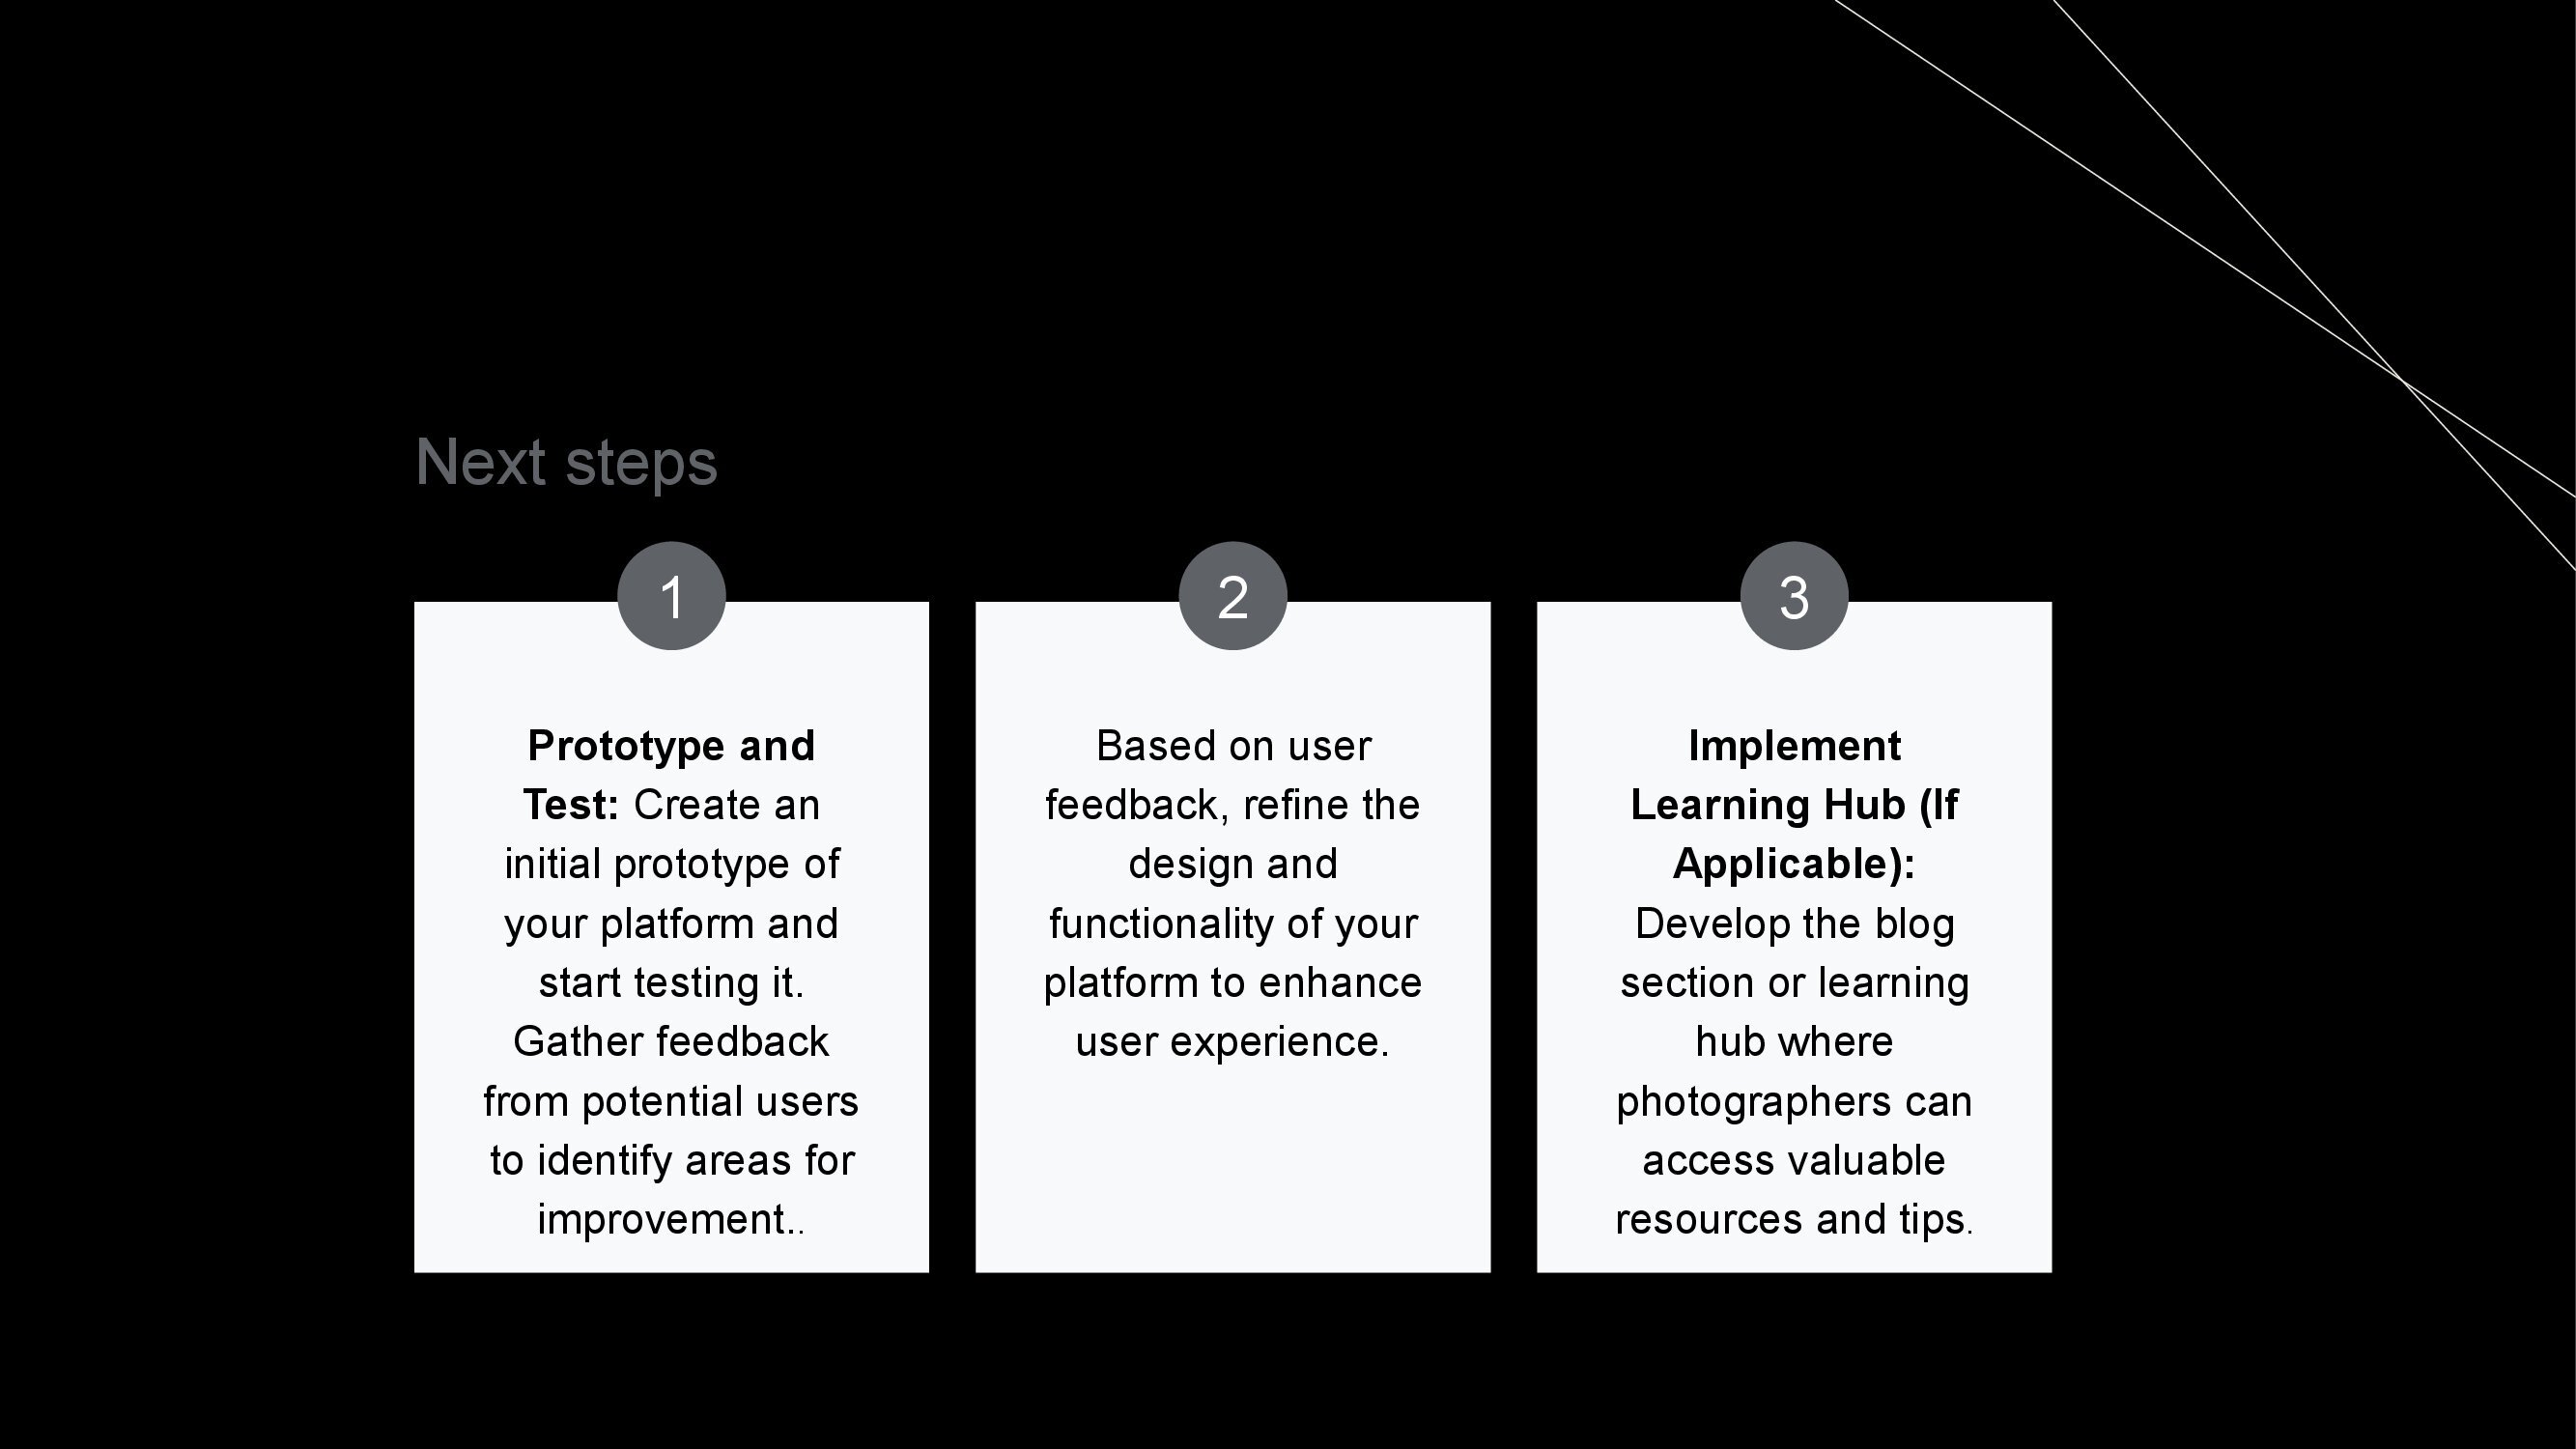 Next steps
1
Prototype and
Test: Create an
initial prototype of
your platform and
start testing it.
Gather feedback
from potential users
to identify areas for
improvement..
2
Based on user
feedback, refine the
design and
functionality of your
platform to enhance
user experience.
3
Implement
Learning Hub (If
Applicable):
Develop the blog
section or learning
hub where
photographers can
access valuable
resources and tips.